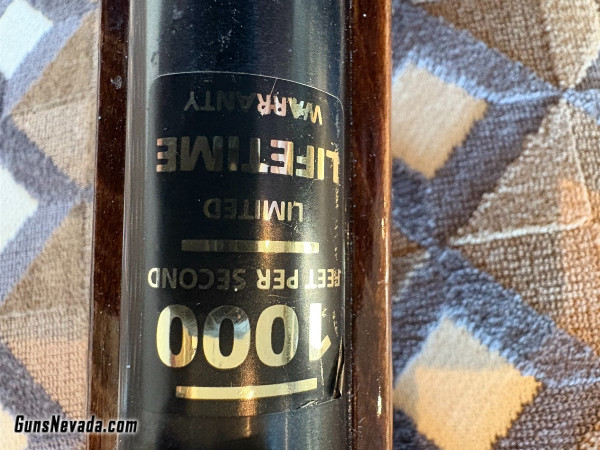 1000
FEET PER SECOND
LIMITED
LIFETIME
WARRANTY
GunsNevada.com